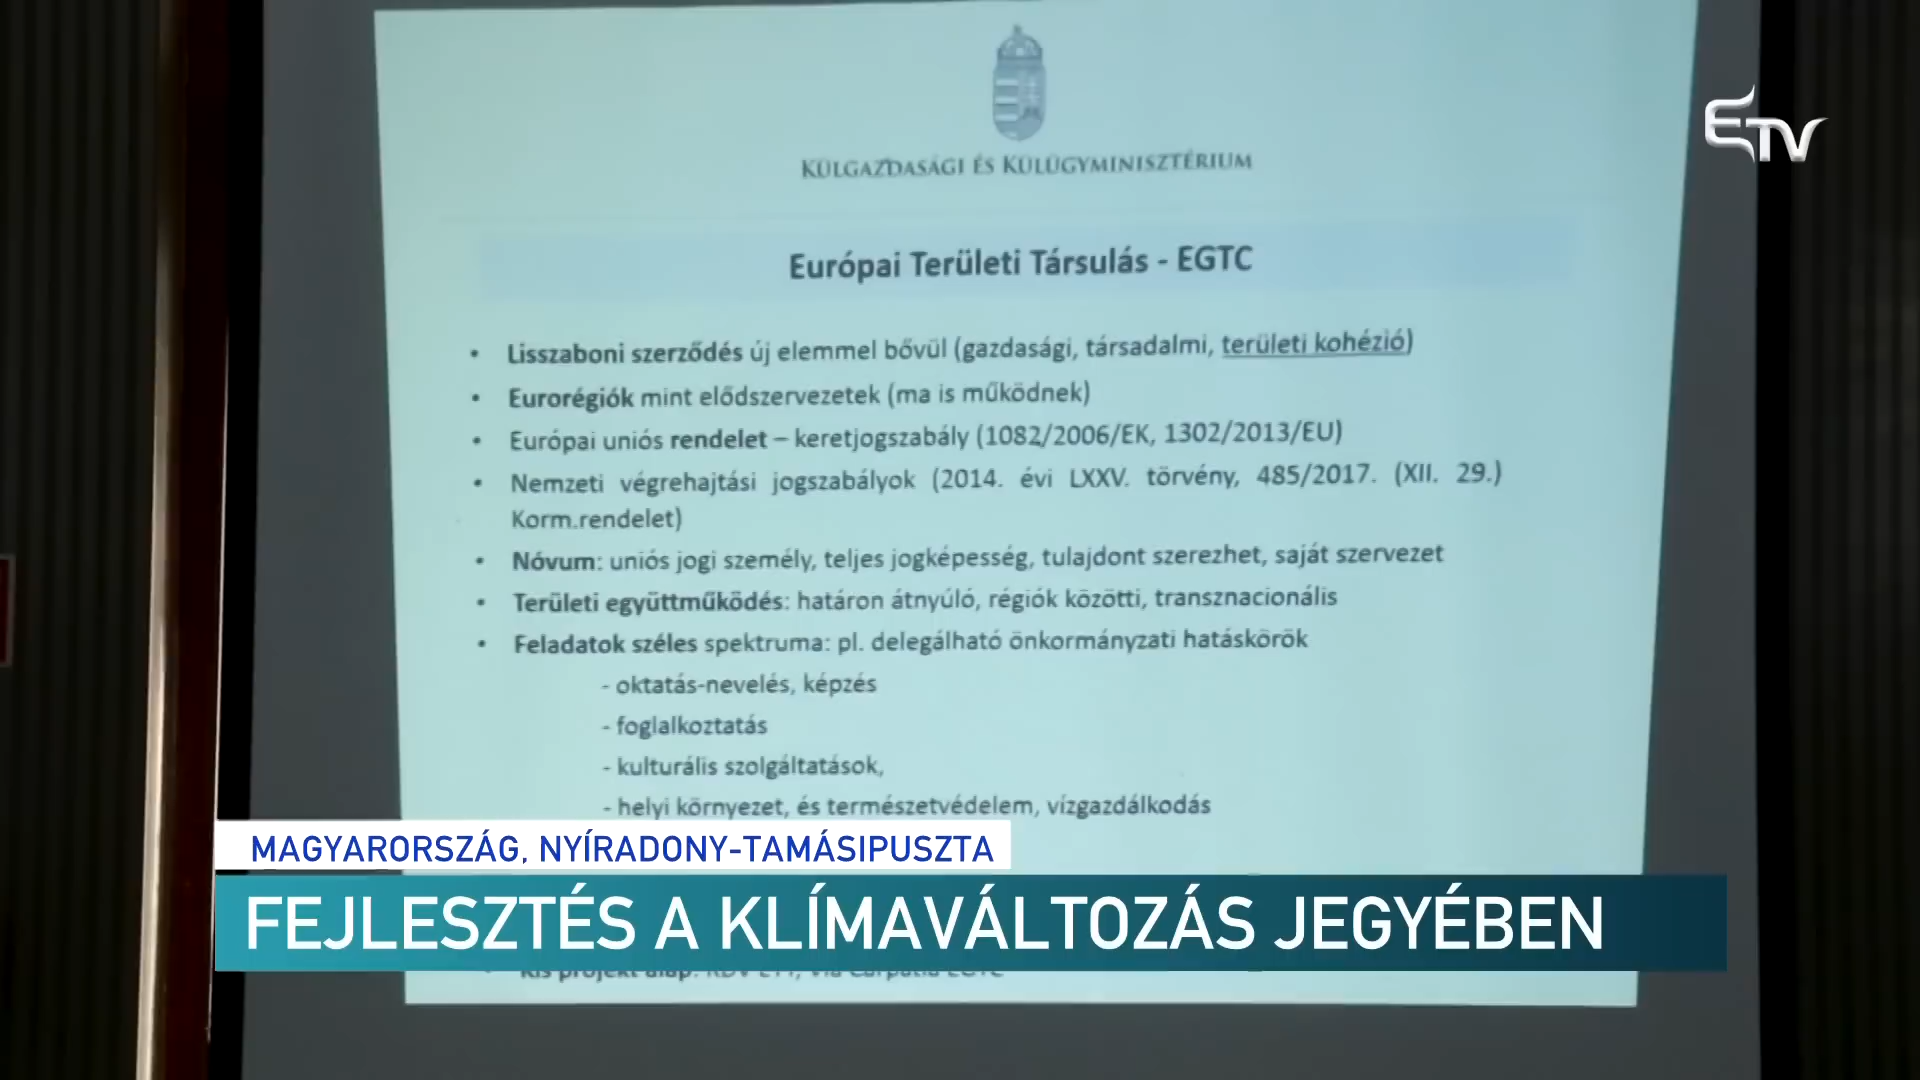 KÜLGAZDASÁGI ÉS KÜLÜGYMINISZTÉRIUM
ETV
Európai Területi Társulás - EGTC
• Lisszaboni szerződés új elemmel bővül (gazdasági, társadalmi, területi kohézió)
• Eurorégiók mint elődszervezetek (ma is működnek)
• Európai uniós rendelet – keretjogszabály (1082/2006/EK, 1302/2013/EU)
• Nemzeti végrehajtási jogszabályok (2014. évi LXXV. törvény, 485/2017. (XII. 29.)
Korm.rendelet)
• Nóvum: uniós jogi személy, teljes jogképesség, tulajdont szerezhet, saját szervezet
• Területi együttműködés: határon átnyúló, régiók közötti, transznacionális
• Feladatok széles spektruma: pl. delegálható önkormányzati hatáskörök
- oktatás-nevelés, képzés
- foglalkoztatás
- kulturális szolgáltatások,
- helyi környezet, és természetvédelem, vízgazdálkodás
MAGYARORSZÁG, NYÍRADONY-TAMÁSIPUSZTA
FEJLESZTÉS A KLÍMAVÁLTOZÁS JEGYÉBEN